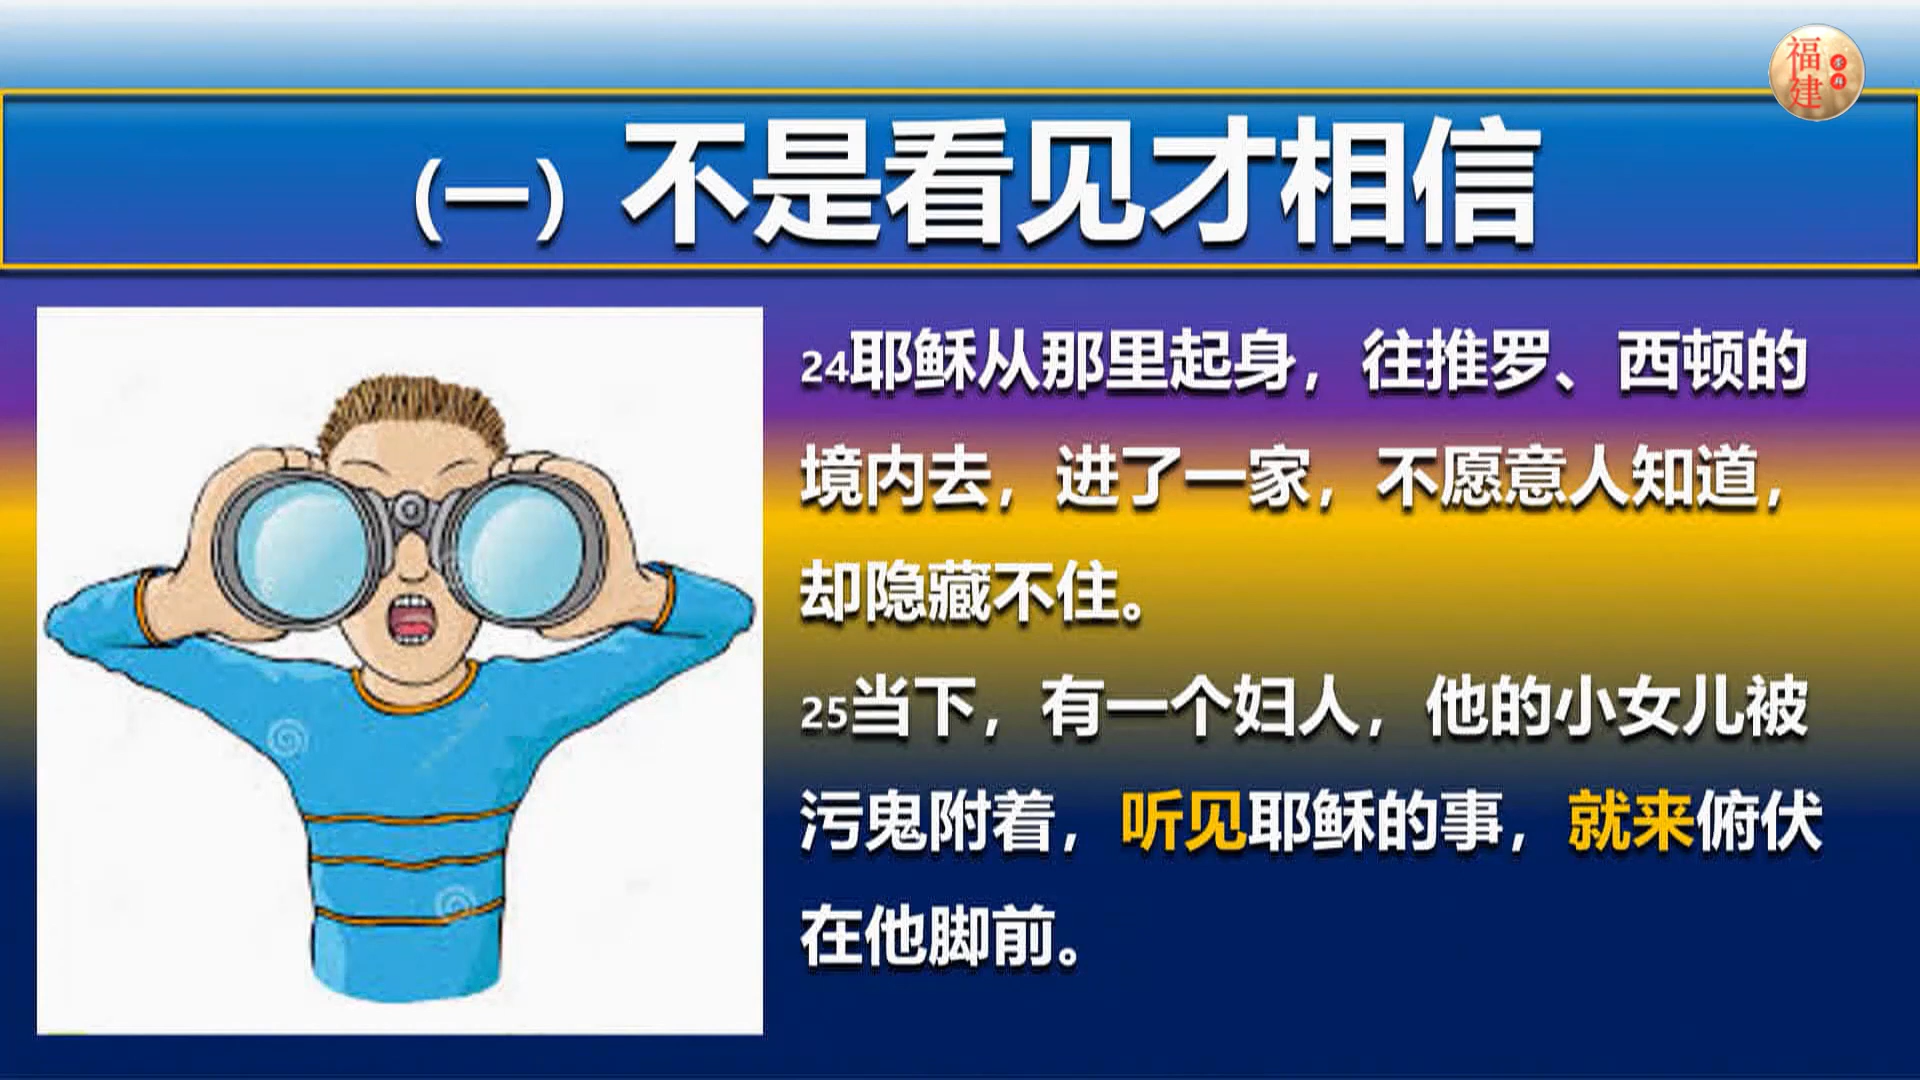 福建
（一）不是看见才相信
24耶稣从那里起身，往推罗、西顿的
境内去，进了一家，不愿意人知道，
却隐藏不住。
25当下，有一个妇人，他的小女儿被
污鬼附着，听见耶稣的事，就来俯伏
在他脚前。